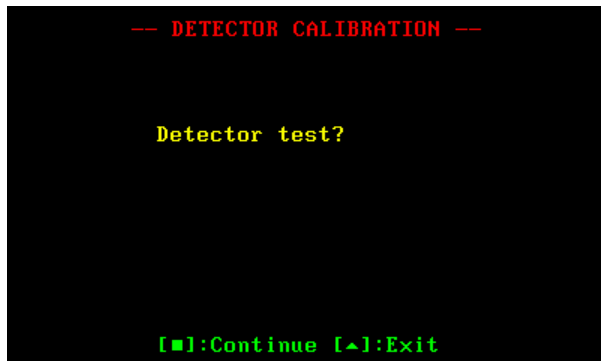 ── DETECTOR CALIBRATION ──
Detector test?
[■]:Continue [▲]:Exit